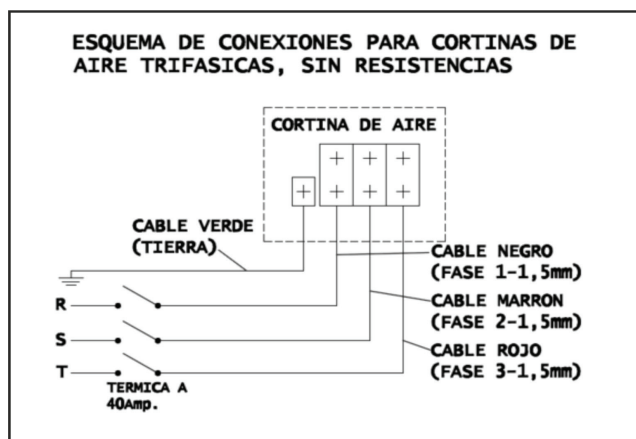 ESQUEMA DE CONEXIONES PARA CORTINAS DE
AIRE TRIFASICAS, SIN RESISTENCIAS
CORTINA DE AIRE
CABLE VERDE
(TIERRA)
CABLE NEGRO
(FASE 1-1,5mm)
R
CABLE MARRON
(FASE 2-1,5mm)
S
CABLE ROJO
(FASE 3-1,5mm)
T
TERMICA A
40Amp.